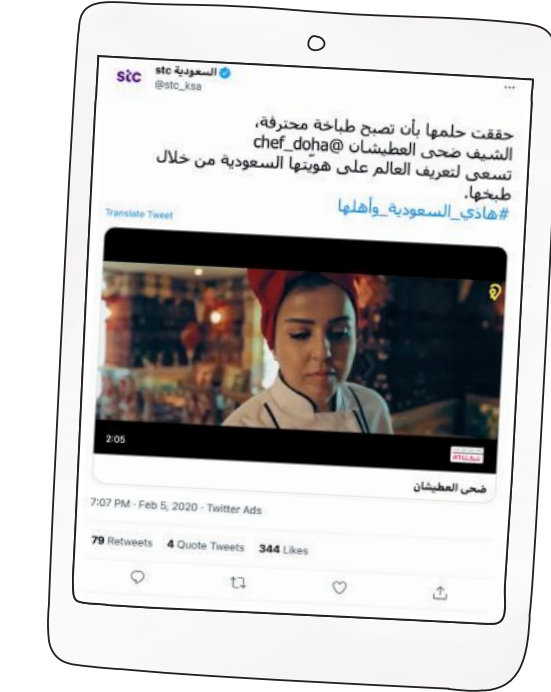 stc
السعودية stc
@stc_ksa
حققت حلمها بأن تصبح طباخة محترفة،
الشيف ضحى العطيشان @chef_doha
تسعى لتعريف العالم على هويّتها السعودية من خلال
طبخها.
#هاذي_السعودية_وأهلها
Translate Tweet
2:05
ضحى العطيشان
7:07 PM · Feb 5, 2020 · Twitter Ads
79 Retweets 4 Quote Tweets 344 Likes